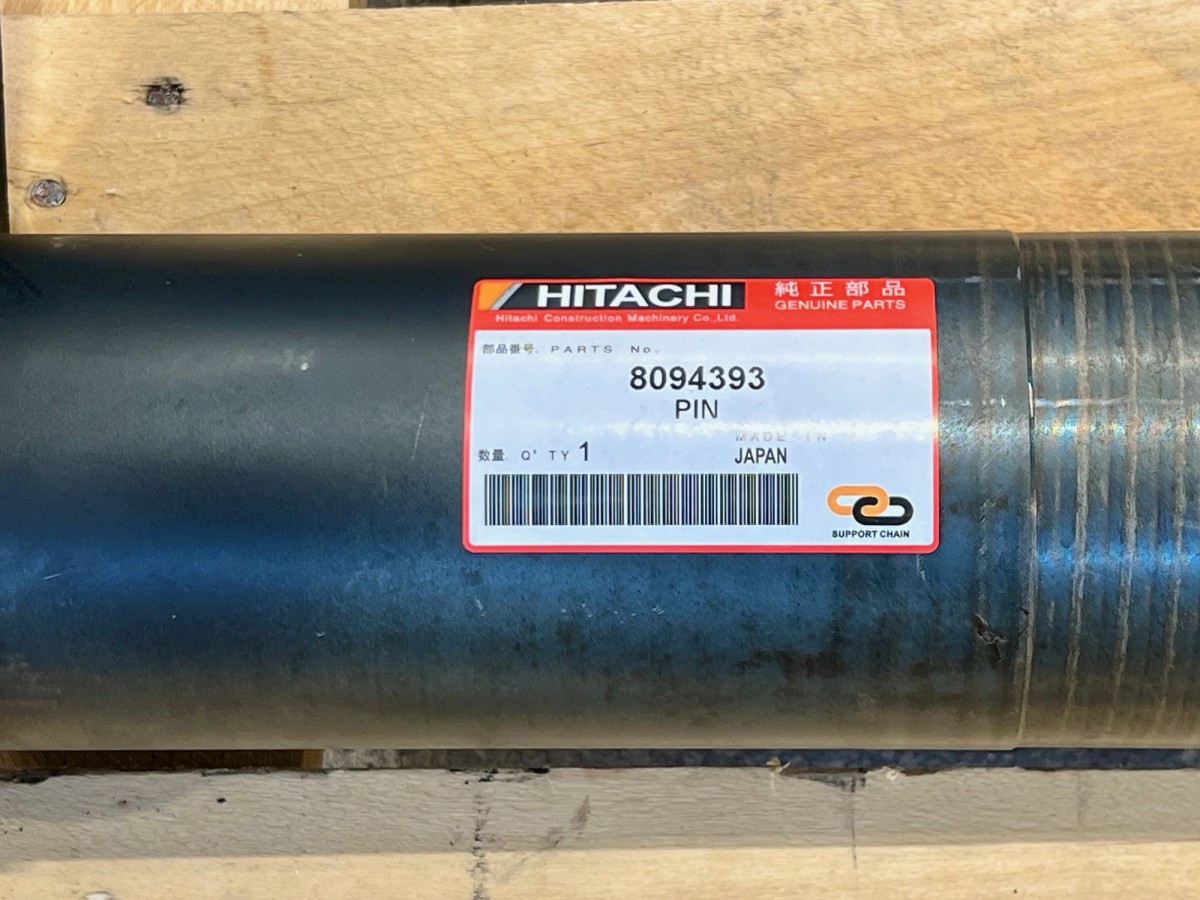 HITACHI
純正部品
GENUINE PARTS
Hitachi Construction Machinery Co.,Ltd.
部品番号. PARTS No.
8094393
PIN
MADE IN
数量. Q'TY 1
JAPAN
SUPPORT CHAIN